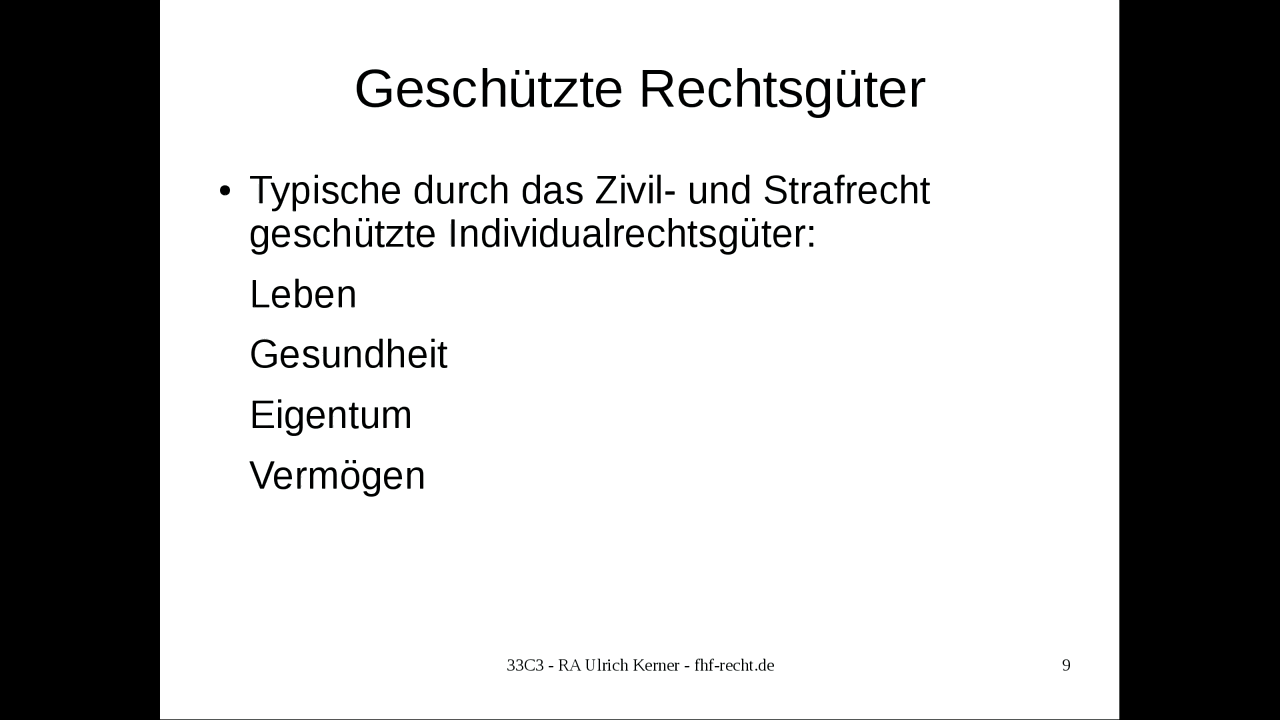 Geschützte Rechtsgüter
• Typische durch das Zivil- und Strafrecht
geschützte Individualrechtsgüter:
Leben
Gesundheit
Eigentum
Vermögen
33C3 - RA Ulrich Kerner - fhf-recht.de
9